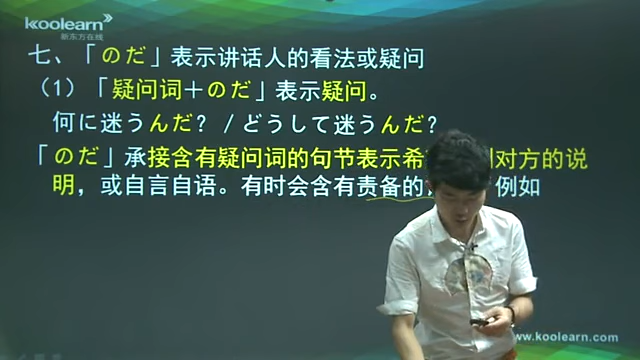 koolearn
新东方在线
七、「のだ」表示讲话人的看法或疑问
（1）「疑问词＋のだ」表示疑问。
何に迷うんだ？／どうして迷うんだ？
「のだ」承接含有疑问词的句节表示希 对方的说
明，或自言自语。有时会含有责备的 例如
www.koolearn.com